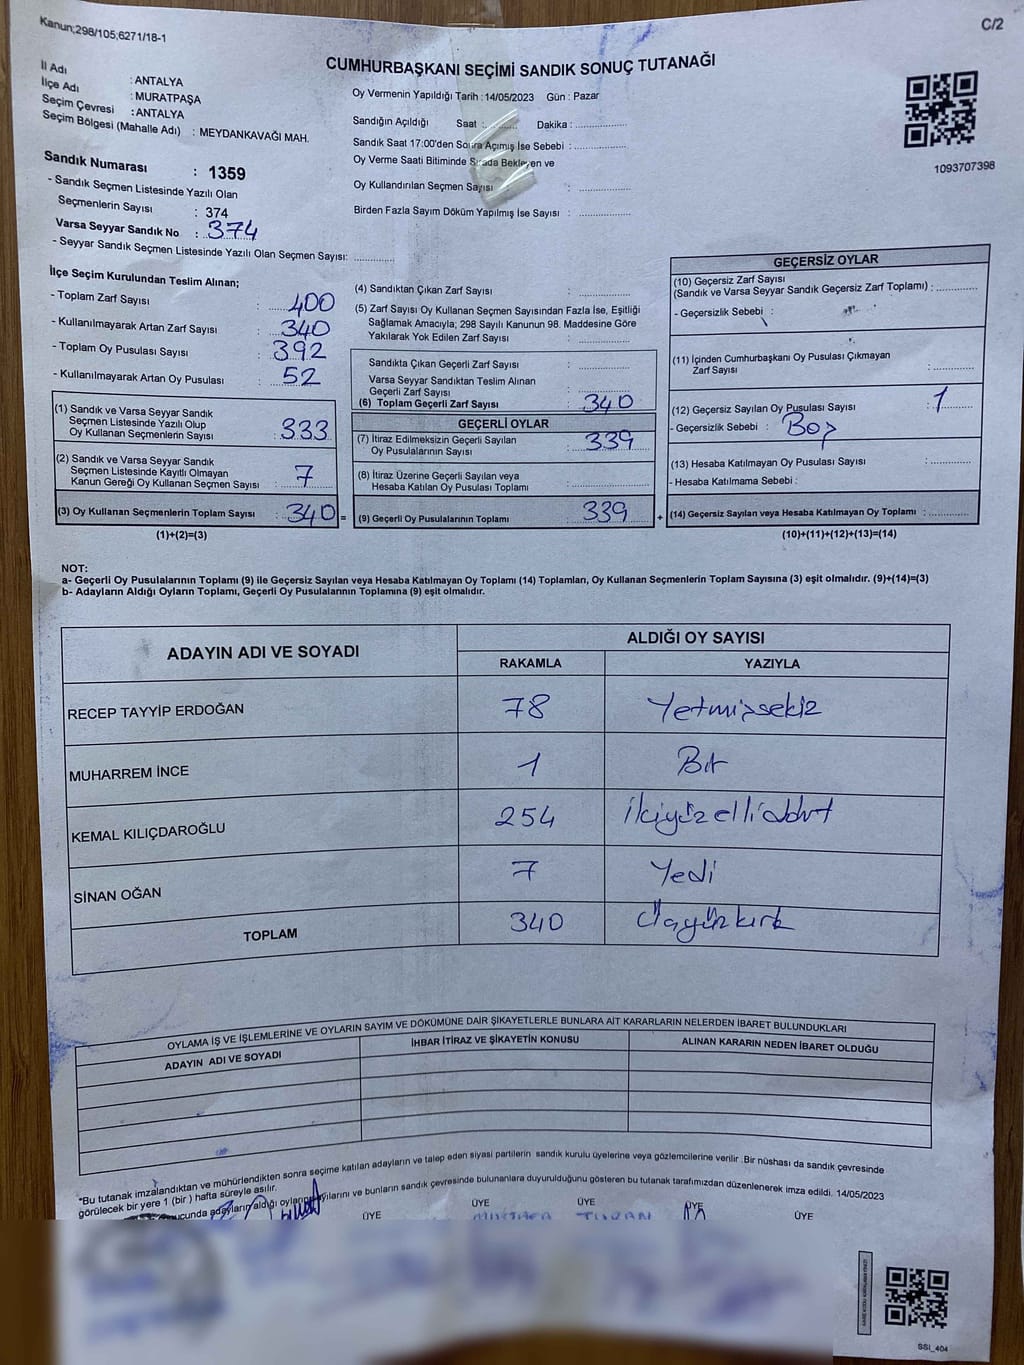 Kanun;298/105;6271/18-1
C/2
CUMHURBAŞKANI SEÇİMİ SANDIK SONUÇ TUTANAĞI
İl Adı : ANTALYA
İlçe Adı : MURATPAŞA
Seçim Çevresi : ANTALYA
Seçim Bölgesi (Mahalle Adı) : MEYDANKAVAĞI MAH.
Sandık Numarası : 1359
- Sandık Seçmen Listesinde Yazılı Olan
Seçmenlerin Sayısı : 374
Varsa Seyyar Sandık No : 374
- Seyyar Sandık Seçmen Listesinde Yazılı Olan Seçmen Sayısı:
Oy Vermenin Yapıldığı Tarih : 14/05/2023 Gün : Pazar
Sandığın Açıldığı Saat : Dakika :
Sandık Saat 17:00'den Sonra Açımış İse Sebebi :
Oy Verme Saati Bitiminde Sırada Bekleyen ve
Oy Kullandırılan Seçmen Sayısı :
Birden Fazla Sayım Döküm Yapılmış İse Sayısı :
1093707398
İlçe Seçim Kurulundan Teslim Alınan;
- Toplam Zarf Sayısı : 400
- Kullanılmayarak Artan Zarf Sayısı : 340
- Toplam Oy Pusulası Sayısı : 392
- Kullanılmayarak Artan Oy Pusulası : 52
(1) Sandık ve Varsa Seyyar Sandık
Seçmen Listesinde Yazılı Olup
Oy Kullanan Seçmenlerin Sayısı : 333
(2) Sandık ve Varsa Seyyar Sandık
Seçmen Listesinde Kayıtlı Olmayan
Kanun Gereği Oy Kullanan Seçmen Sayısı : 7
(3) Oy Kullanan Seçmenlerin Toplam Sayısı : 340 =
(1)+(2)=(3)
(4) Sandıktan Çıkan Zarf Sayısı :
(5) Zarf Sayısı Oy Kullanan Seçmen Sayısından Fazla İse, Eşitliği
Sağlamak Amacıyla; 298 Sayılı Kanunun 98. Maddesine Göre
Yakılarak Yok Edilen Zarf Sayısı :
Sandıkta Çıkan Geçerli Zarf Sayısı :
Varsa Seyyar Sandıktan Teslim Alınan
Geçerli Zarf Sayısı :
(6) Toplam Geçerli Zarf Sayısı : 340
GEÇERLİ OYLAR
(7) İtiraz Edilmeksizin Geçerli Sayılan
Oy Pusulalarının Sayısı : 339
(8) İtiraz Üzerine Geçerli Sayılan veya
Hesaba Katılan Oy Pusulası Toplamı :
(9) Geçerli Oy Pusulalarının Toplamı : 339 +
GEÇERSİZ OYLAR
(10) Geçersiz Zarf Sayısı
(Sandık ve Varsa Seyyar Sandık Geçersiz Zarf Toplamı) :
- Geçersizlik Sebebi :
(11) İçinden Cumhurbaşkanı Oy Pusulası Çıkmayan
Zarf Sayısı :
(12) Geçersiz Sayılan Oy Pusulası Sayısı : 1
- Geçersizlik Sebebi : Boş
(13) Hesaba Katılmayan Oy Pusulası Sayısı :
- Hesaba Katılmama Sebebi :
(14) Geçersiz Sayılan veya Hesaba Katılmayan Oy Toplamı :
(10)+(11)+(12)+(13)=(14)
NOT:
a- Geçerli Oy Pusulalarının Toplamı (9) ile Geçersiz Sayılan veya Hesaba Katılmayan Oy Toplamı (14) Toplamları, Oy Kullanan Seçmenlerin Toplam Sayısına (3) eşit olmalıdır. (9)+(14)=(3)
b- Adayların Aldığı Oyların Toplamı, Geçerli Oy Pusulalarının Toplamına (9) eşit olmalıdır.
ADAYIN ADI VE SOYADI
ALDIĞI OY SAYISI
RAKAMLA YAZIYLA
RECEP TAYYİP ERDOĞAN 78 Yetmişsekiz
MUHARREM İNCE 1 Bir
KEMAL KILIÇDAROĞLU 254 İkiyüzellidört
SİNAN OĞAN 7 Yedi
TOPLAM 340 Üçyüzkırk
OYLAMA İŞ VE İŞLEMLERİNE VE OYLARIN SAYIM VE DÖKÜMÜNE DAİR ŞİKAYETLERLE BUNLARA AİT KARARLARIN NELERDEN İBARET BULUNDUKLARI
ADAYIN ADI VE SOYADI İHBAR İTİRAZ VE ŞİKAYETİN KONUSU ALINAN KARARIN NEDEN İBARET OLDUĞU
"Bu tutanak imzalandıktan ve mühürlendikten sonra seçime katılan adayların ve talep eden siyasi partilerin sandık kurulu üyelerine veya gözlemcilerine verilir .Bir nüshası da sandık çevresinde
görülecek bir yere 1 (bir ) hafta süreyle asılır.
ucunda adayların aldığı oyların sayılarını ve bunların sandık çevresinde bulunanlara duyurulduğunu gösteren bu tutanak tarafımızdan düzenlenerek imza edildi. 14/05/2023
ÜYE ÜYE ÜYE ÜYE ÜYE
MUSTAFA TURAN
SSI_404